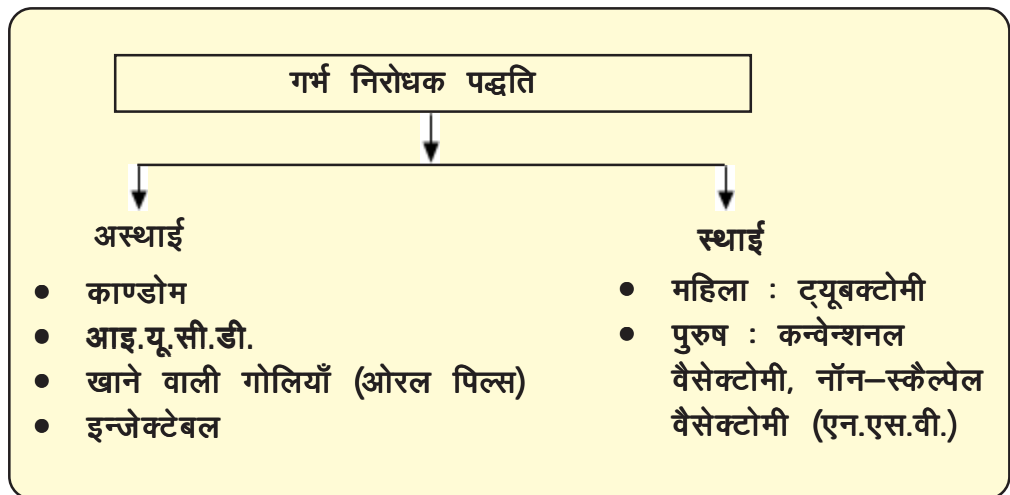 गर्भ निरोधक पद्धति
अस्थाई
• काण्डोम
• आइ.यू.सी.डी.
• खाने वाली गोलियाँ (ओरल पिल्स)
• इन्जेक्टेबल
स्थाई
• महिला : ट्यूबक्टोमी
• पुरुष : कन्वेन्शनल
वैसेक्टोमी, नॉन–स्कैल्पेल
वैसेक्टोमी (एन.एस.वी.)